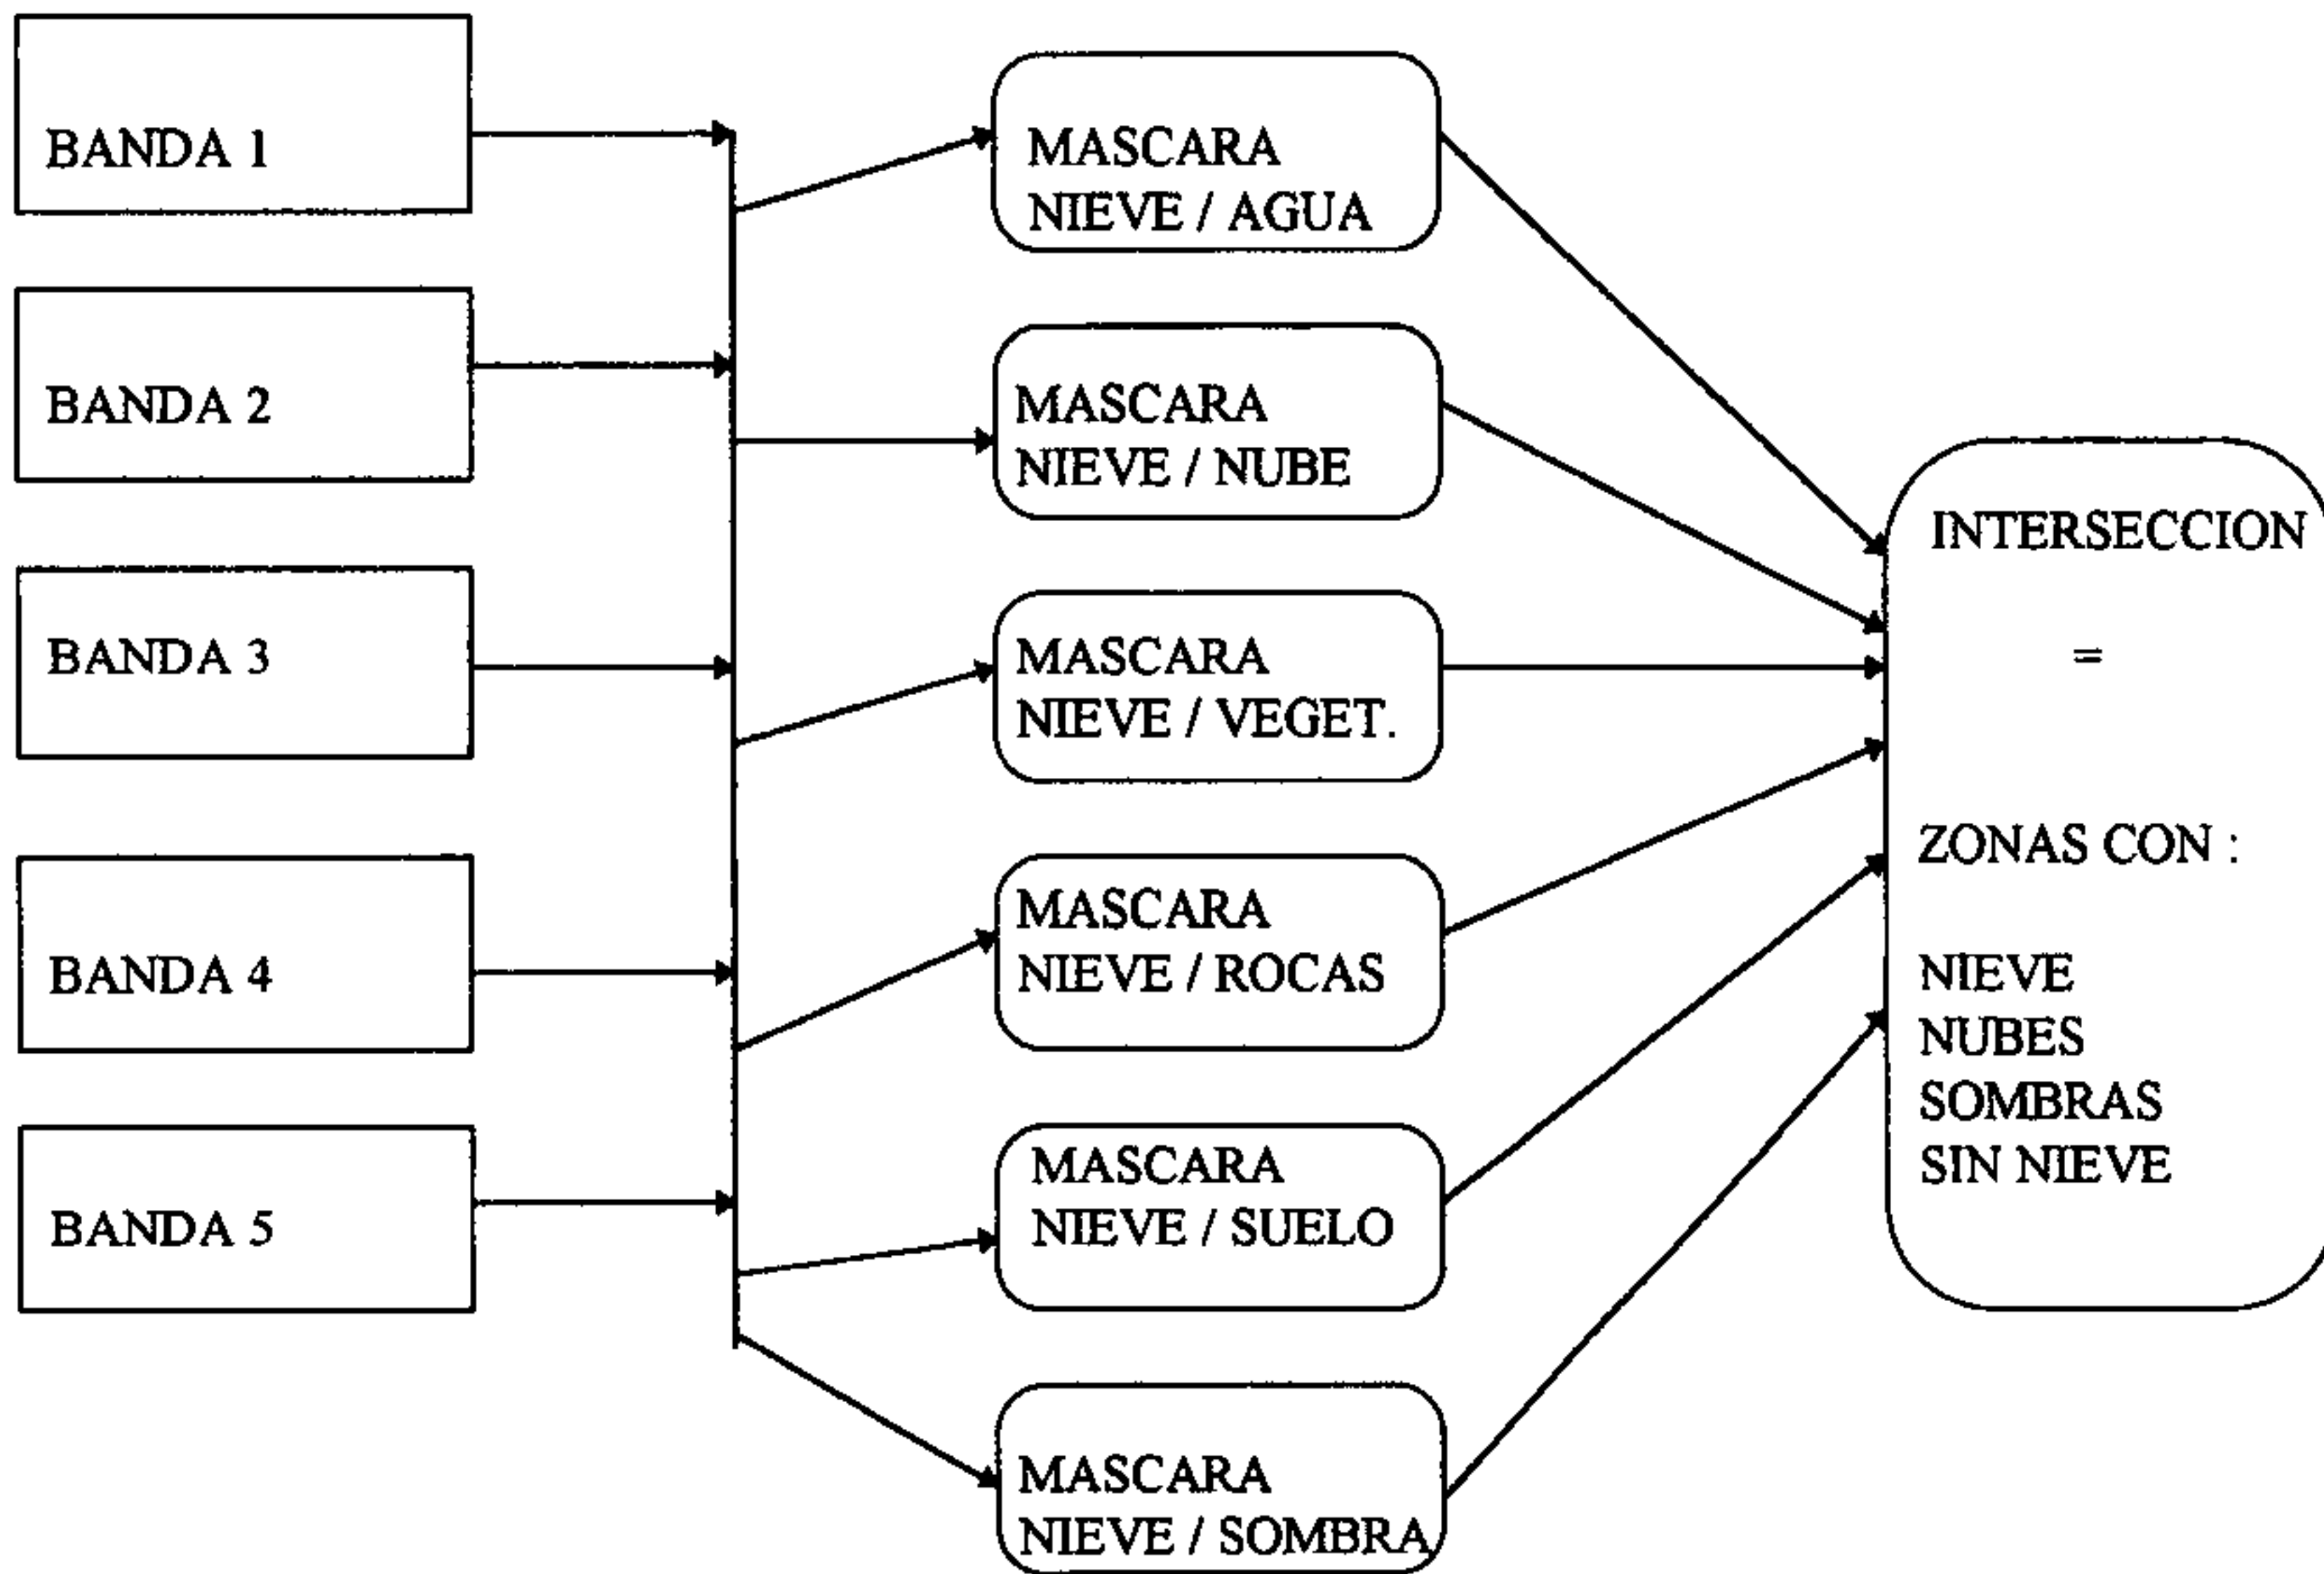 BANDA 1
BANDA 2
BANDA 3
BANDA 4
BANDA 5
MASCARA
NIEVE / AGUA
MASCARA
NIEVE / NUBE
MASCARA
NIEVE / VEGET.
MASCARA
NIEVE / ROCAS
MASCARA
NIEVE / SUELO
MASCARA
NIEVE / SOMBRA
INTERSECCION
=
ZONAS CON :
NIEVE
NUBES
SOMBRAS
SIN NIEVE